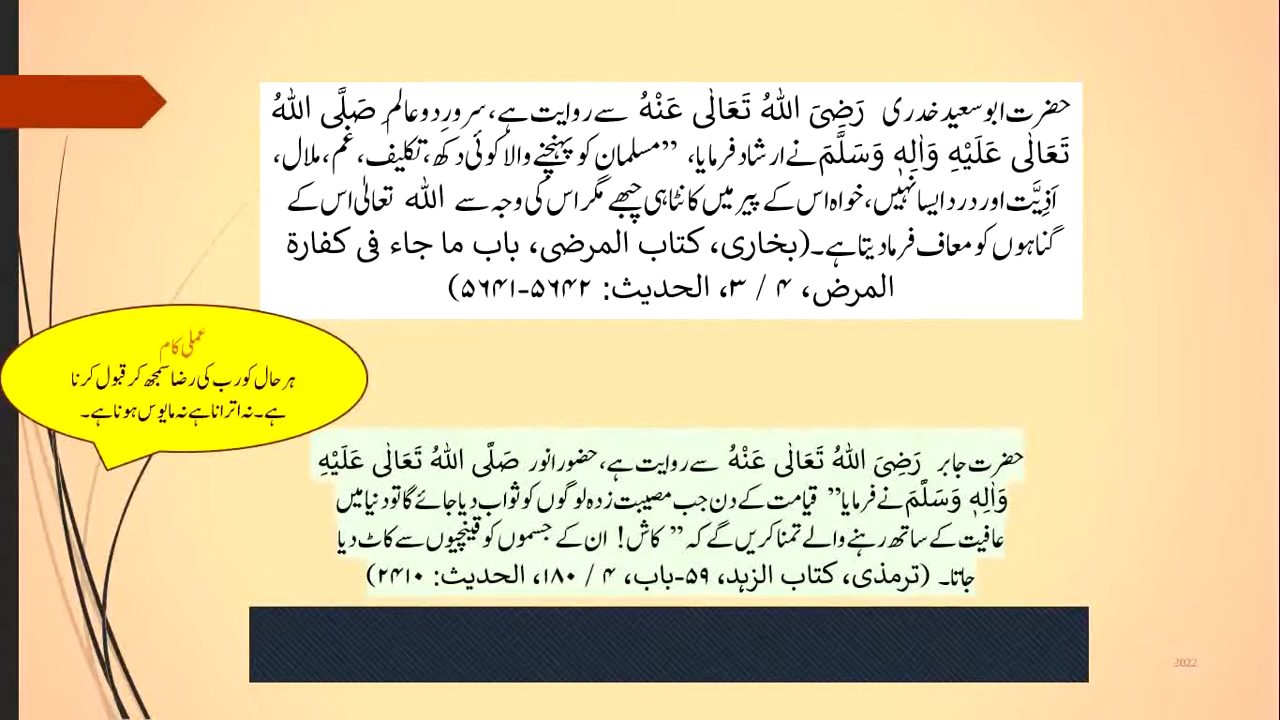 حضرت ابو سعید خدری رَضِیَ اللہُ تَعَالٰی عَنْہُ سے روایت ہے، سرورِ دو عالم صَلَّی اللہُ
تَعَالٰی عَلَیْہِ وَاٰلِہٖ وَسَلَّمَ نے ارشاد فرمایا، ’’مسلمان کو پہنچنے والا کوئی دکھ، تکلیف، غم، ملال،
اَذِیَّت اور درد ایسا نہیں، خواہ اس کے پیر میں کانٹا ہی چبھے مگر اس کی وجہ سے اللہ تعالیٰ اس کے
گناہوں کو معاف فرما دیتا ہے۔(بخاری، کتاب المرضی، باب ما جاء فی کفارۃ
المرض، ۴ / ۳، الحدیث: ۵۶۴۲-۵۶۴۱)
عملی کام
ہر حال کو رب کی رضا سمجھ کر قبول کرنا
ہے۔ نہ اترانا ہے نہ مایوس ہونا ہے۔
حضرت جابر رَضِیَ اللہُ تَعَالٰی عَنْہُ سے روایت ہے، حضور انور صَلَّی اللہُ تَعَالٰی عَلَیْہِ
وَاٰلِہٖ وَسَلَّمَ نے فرمایا’’ قیامت کے دن جب مصیبت زدہ لوگوں کو ثواب دیا جائے گا تو دنیا میں
عافیت کے ساتھ رہنے والے تمنا کریں گے کہ ’’ کاش! ان کے جسموں کو قینچیوں سے کاٹ دیا
جاتا۔ (ترمذی، کتاب الزہد، ۵۹-باب، ۴ / ۱۸۰، الحدیث: ۲۴۱۰)
2022